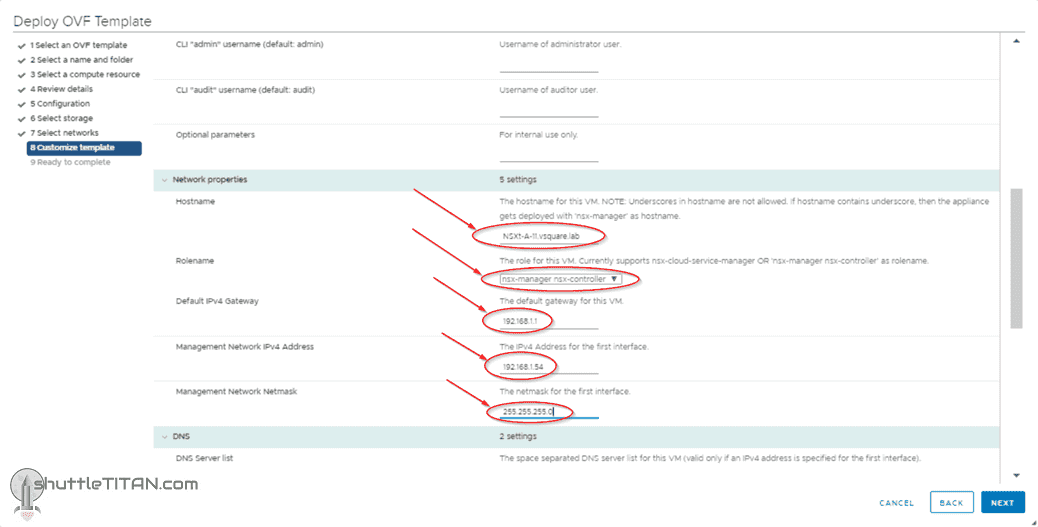 Deploy OVF Template
✓ 1 Select an OVF template
✓ 2 Select a name and folder
✓ 3 Select a compute resource
✓ 4 Review details
✓ 5 Configuration
✓ 6 Select storage
✓ 7 Select networks
8 Customize template
9 Ready to complete
CLI "admin" username (default: admin)
Username of administrator user.
CLI "audit" username (default: audit)
Username of auditor user.
Optional parameters
For internal use only.
Network properties
5 settings
Hostname
The hostname for this VM. NOTE: Underscores in hostname are not allowed. If hostname contains underscore, then the appliance
gets deployed with 'nsx-manager' as hostname.
NSXt-A-11.vsquare.lab
Rolename
The role for this VM. Currently supports nsx-cloud-service-manager OR 'nsx-manager nsx-controller' as rolename.
nsx-manager nsx-controller
Default IPv4 Gateway
The default gateway for this VM.
192.168.1.1
Management Network IPv4 Address
The IPv4 Address for the first interface.
192.168.1.54
Management Network Netmask
The netmask for the first interface.
255.255.255.0
DNS
2 settings
DNS Server list
The space separated DNS server list for this VM (valid only if an IPv4 address is specified for the first interface).
shuttleTITAN.com
CANCEL
BACK
NEXT